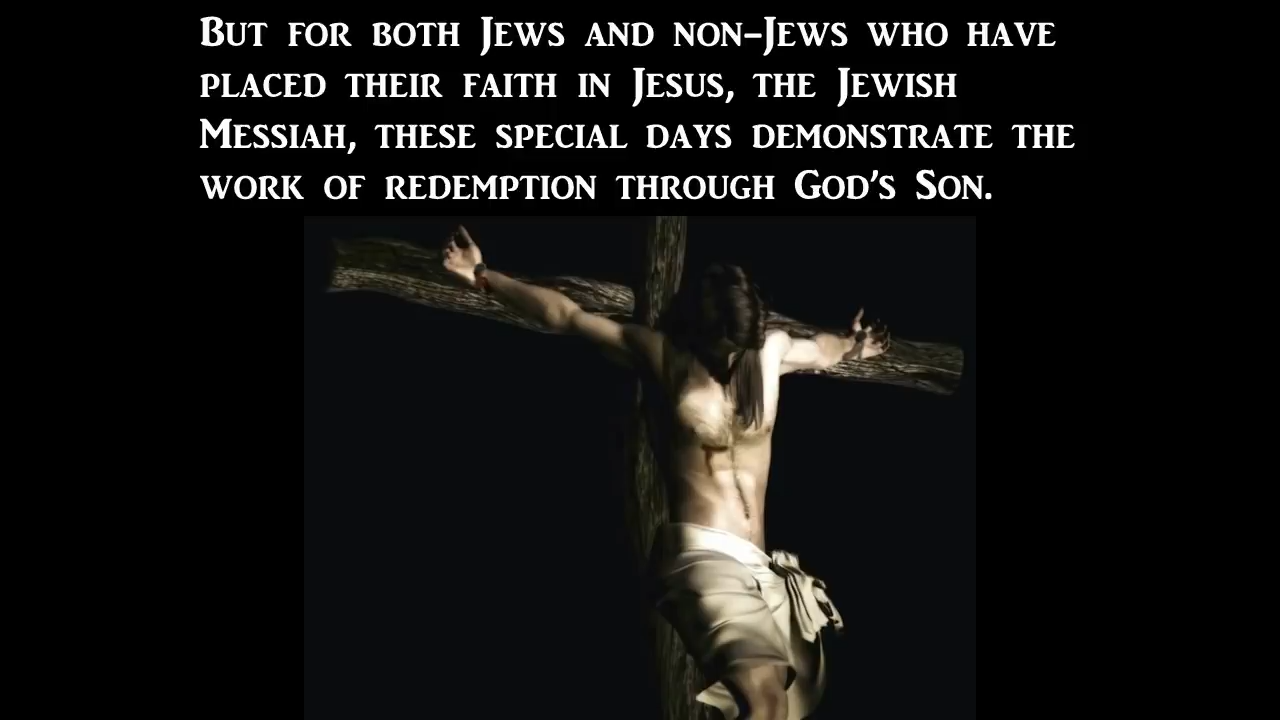 But for both Jews and non-Jews who have
placed their faith in Jesus, the Jewish
Messiah, these special days demonstrate the
work of redemption through God's Son.